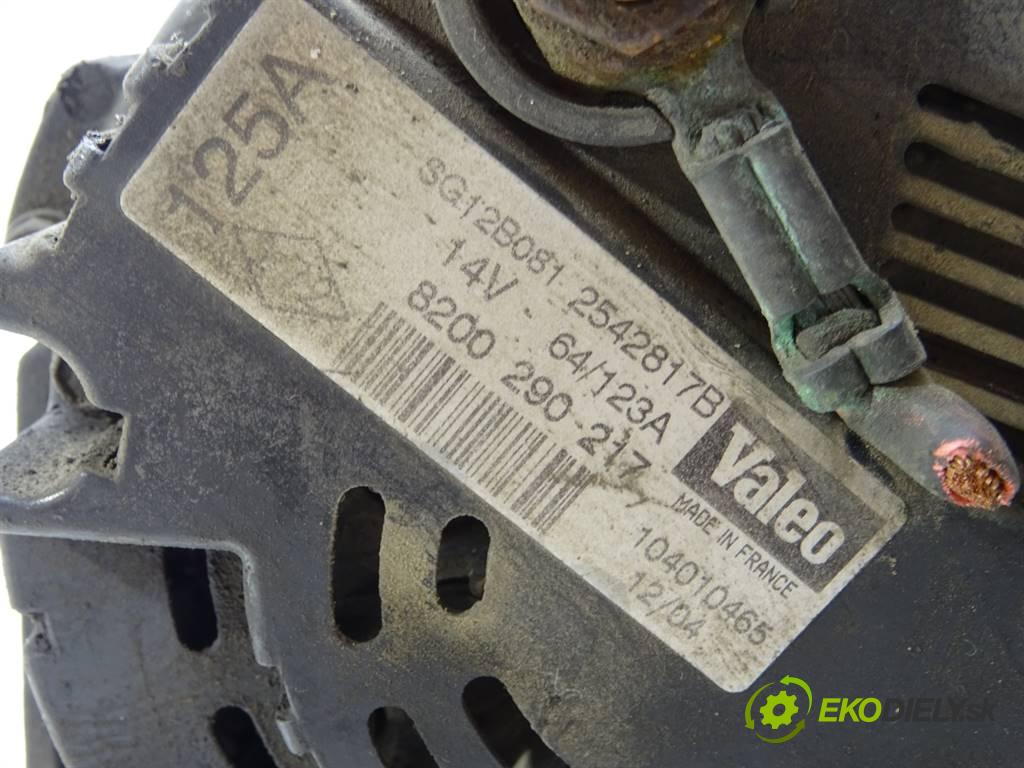 125A
SG12B081 2542817B
14V 64/123A
8200 290-217
Valeo
MADE IN FRANCE
104010465
12/04
EKODIELY.sk